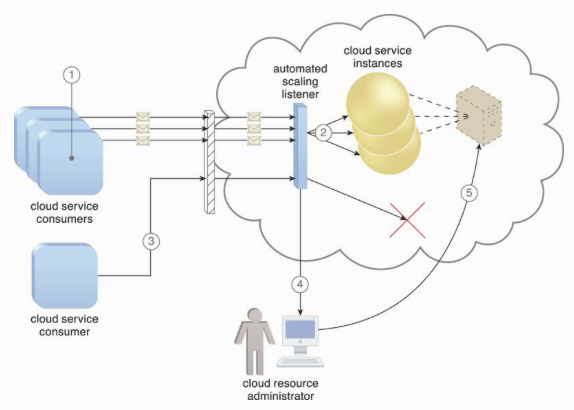 cloud service
instances
automated
scaling
listener
1
2
cloud service
consumers
5
3
cloud service
consumer
4
cloud resource
administrator